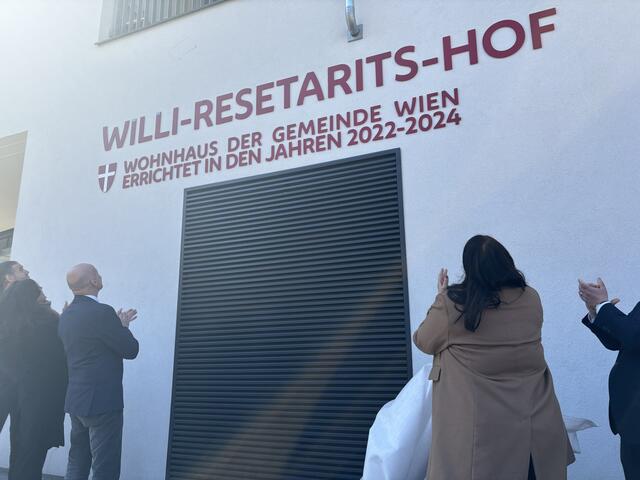 WILLI-RESETARITS-HOF
WOHNHAUS DER GEMEINDE WIEN
ERRICHTET IN DEN JAHREN 2022-2024